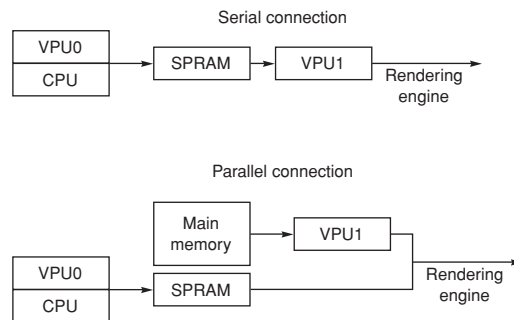 Serial connection
VPU0
CPU
SPRAM
VPU1
Rendering
engine
Parallel connection
Main
memory
VPU1
VPU0
CPU
SPRAM
Rendering
engine